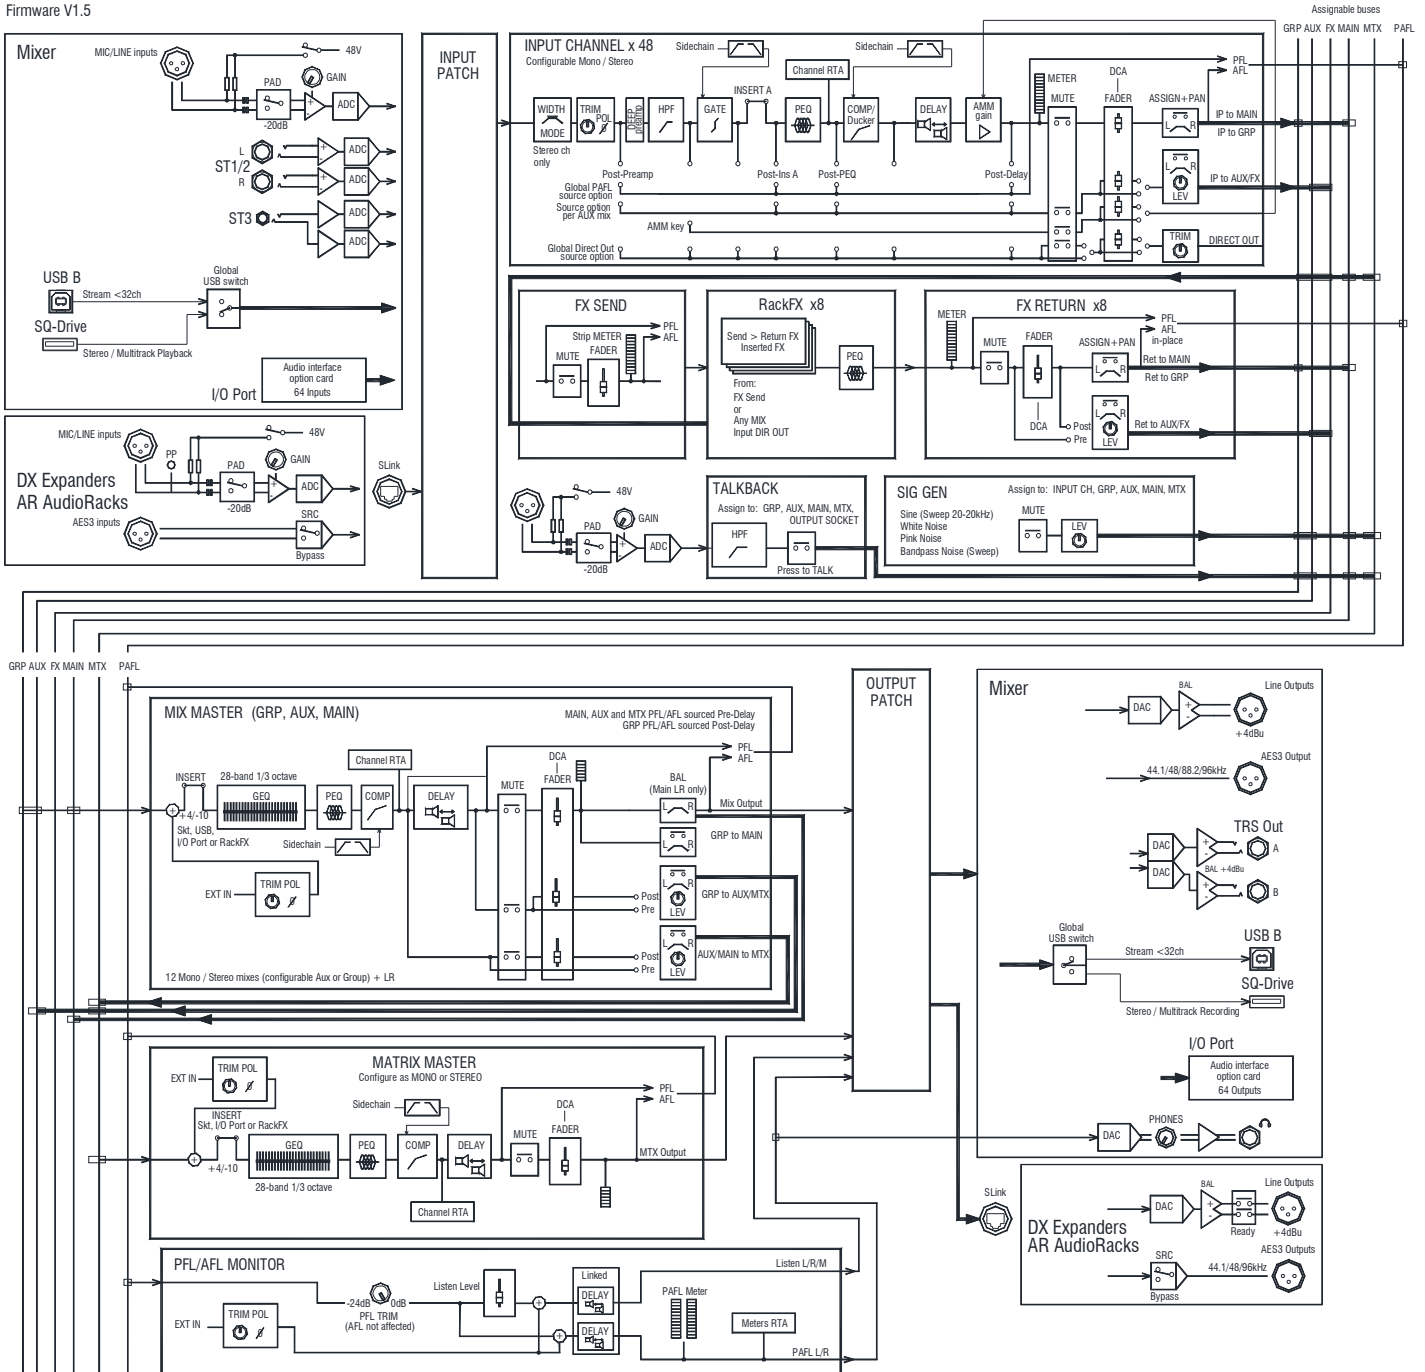 Firmware V1.5
Assignable buses
GRP AUX FX MAIN MTX PAFL
Mixer
MIC/LINE inputs
48V
PAD
GAIN
ADC
-20dB
L
ST1/2
R
ADC
ADC
ST3
ADC
ADC
USB B
Stream <32ch
Global
USB switch
SQ-Drive
Stereo / Multitrack Playback
I/O Port
Audio interface
option card
64 Inputs
MIC/LINE inputs
PP
48V
PAD
GAIN
ADC
-20dB
DX Expanders
AR AudioRacks
AES3 inputs
SRC
Bypass
SLink
INPUT
PATCH
INPUT CHANNEL x 48
Configurable Mono / Stereo
Sidechain
Sidechain
Channel RTA
INSERT A
WIDTH
MODE
Stereo ch
only
TRIM
POL
DEEP
preamp
HPF
GATE
PEQ
COMP/
Ducker
DELAY
AMM
gain
METER
MUTE
DCA
FADER
ASSIGN+PAN
L R
PFL
AFL
IP to MAIN
IP to GRP
L R
LEV
IP to AUX/FX
TRIM
DIRECT OUT
Post-Preamp
Post-Ins A
Post-PEQ
Post-Delay
Global PAFL
source option
Source option
per AUX mix
AMM key
Global Direct Out
source option
FX SEND
Strip METER
PFL
AFL
MUTE
FADER
RackFX x8
Send > Return FX
Inserted FX
From:
FX Send
or
Any MIX
Input DIR OUT
PEQ
FX RETURN x8
METER
MUTE
FADER
ASSIGN+PAN
PFL
AFL
in-place
L R
Ret to MAIN
Ret to GRP
DCA
Post
Pre
L R
LEV
Ret to AUX/FX
48V
PAD
GAIN
ADC
-20dB
TALKBACK
Assign to: GRP, AUX, MAIN, MTX,
OUTPUT SOCKET
HPF
Press to TALK
SIG GEN
Assign to: INPUT CH, GRP, AUX, MAIN, MTX
Sine (Sweep 20-20kHz)
White Noise
Pink Noise
Bandpass Noise (Sweep)
MUTE
LEV
GRP AUX FX MAIN MTX PAFL
MIX MASTER (GRP, AUX, MAIN)
MAIN, AUX and MTX PFL/AFL sourced Pre-Delay
GRP PFL/AFL sourced Post-Delay
PFL
AFL
Channel RTA
INSERT
28-band 1/3 octave
GEQ
PEQ
COMP
DELAY
MUTE
DCA
FADER
BAL
(Main LR only)
L R
Mix Output
+4/-10
Skt, USB,
I/O Port or RackFX
Sidechain
L R
GRP to MAIN
EXT IN
TRIM POL
Post
Pre
L R
LEV
GRP to AUX/MTX
Post
Pre
L R
LEV
AUX/MAIN to MTX
12 Mono / Stereo mixes (configurable Aux or Group) + LR
MATRIX MASTER
Configure as MONO or STEREO
EXT IN
TRIM POL
INSERT
Skt, I/O Port or RackFX
+4/-10
Sidechain
GEQ
28-band 1/3 octave
PEQ
COMP
DELAY
Channel RTA
MUTE
DCA
FADER
PFL
AFL
MTX Output
PFL/AFL MONITOR
-24dB
0dB
PFL TRIM
(AFL not affected)
EXT IN
TRIM POL
Listen Level
Linked
DELAY
DELAY
PAFL Meter
Meters RTA
Listen L/R/M
PAFL L/R
OUTPUT
PATCH
Mixer
DAC
BAL
Line Outputs
+4dBu
AES3 Output
44.1/48/88.2/96kHz
TRS Out
DAC
DAC
A
BAL +4dBu
B
Global
USB switch
Stream <32ch
USB B
SQ-Drive
Stereo / Multitrack Recording
I/O Port
Audio interface
option card
64 Outputs
PHONES
DAC
SLink
DX Expanders
AR AudioRacks
DAC
BAL
Ready
Line Outputs
+4dBu
AES3 Outputs
SRC
44.1/48/96kHz
Bypass